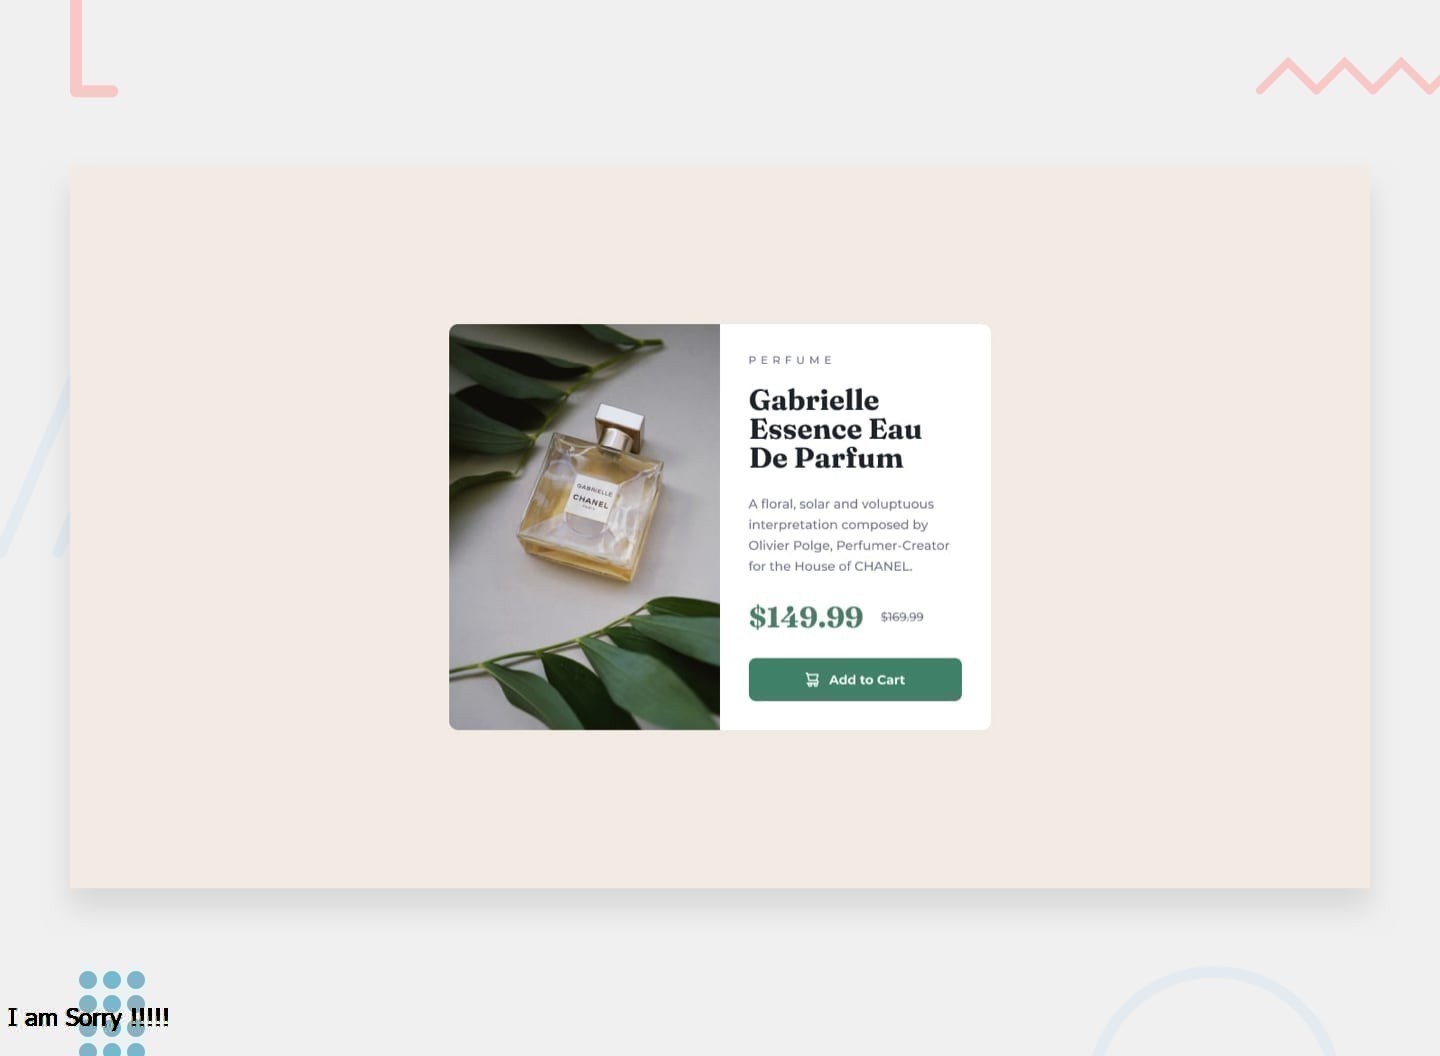 PERFUME
Gabrielle
Essence Eau
De Parfum
GABRIELLE
CHANEL
PARIS
A floral, solar and voluptuous
interpretation composed by
Olivier Polge, Perfumer-Creator
for the House of CHANEL.
$149.99 $169.99
Add to Cart
I am Sorry !!!!!